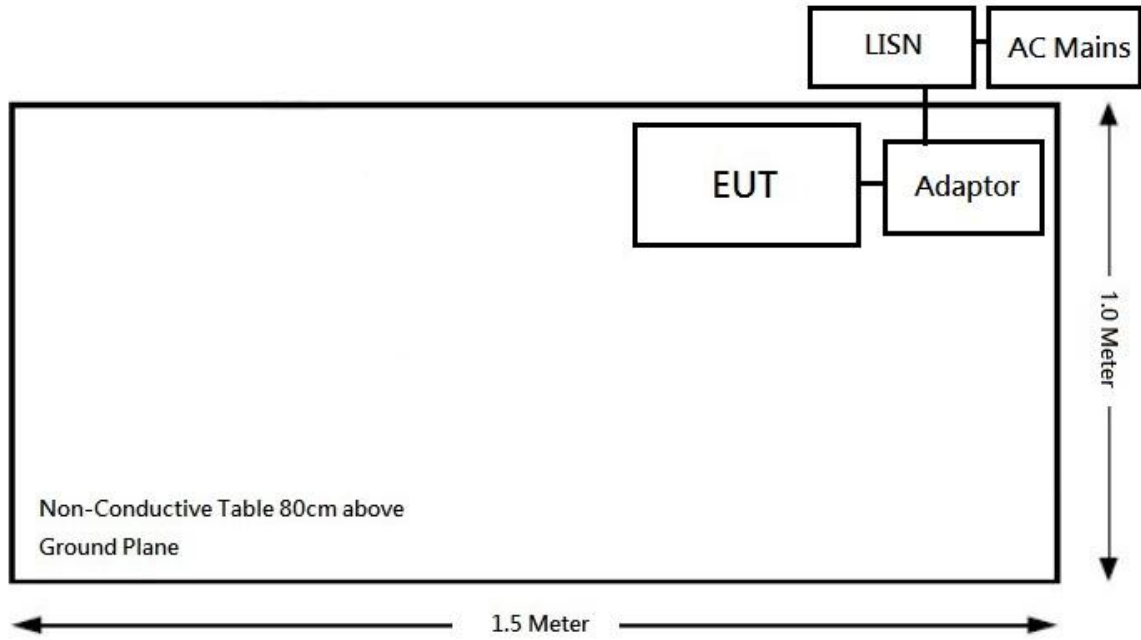 LISN
AC Mains
EUT
Adaptor
1.0 Meter
Non-Conductive Table 80cm above
Ground Plane
1.5 Meter